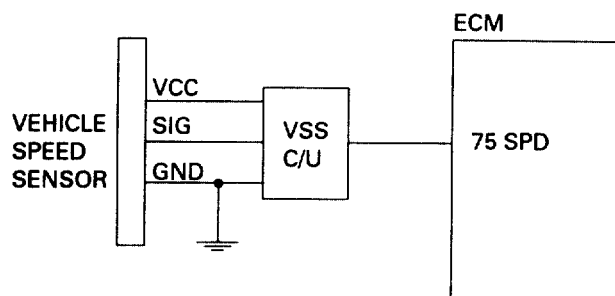 ECM
VCC
VEHICLE
SPEED
SENSOR
SIG
VSS
C/U
75 SPD
GND